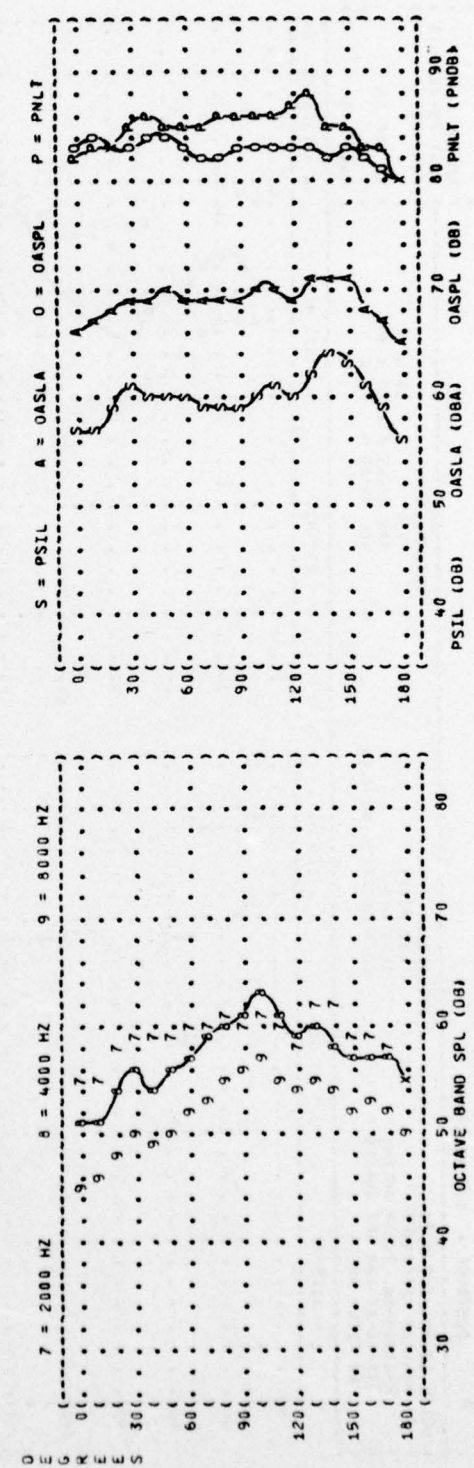 7 = 2000 HZ 8 = 4000 HZ 9 = 8000 HZ
DEGREES
0
30
60
90
120
150
180
30 40 50 60 70 80
OCTAVE BAND SPL (DB)
S = PSIL A = OASLA O = OASPL P = PNLT
0
30
60
90
120
150
180
40 50 60 70 80 90
PSIL (DB) OASLA (DBA) OASPL (DB) PNLT (PNDB)